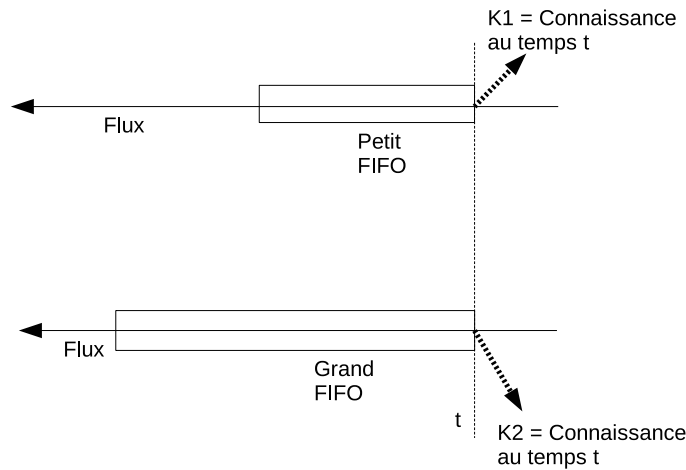 K1 = Connaissance
au temps t
Flux
Petit
FIFO
Flux
Grand
FIFO
t
K2 = Connaissance
au temps t